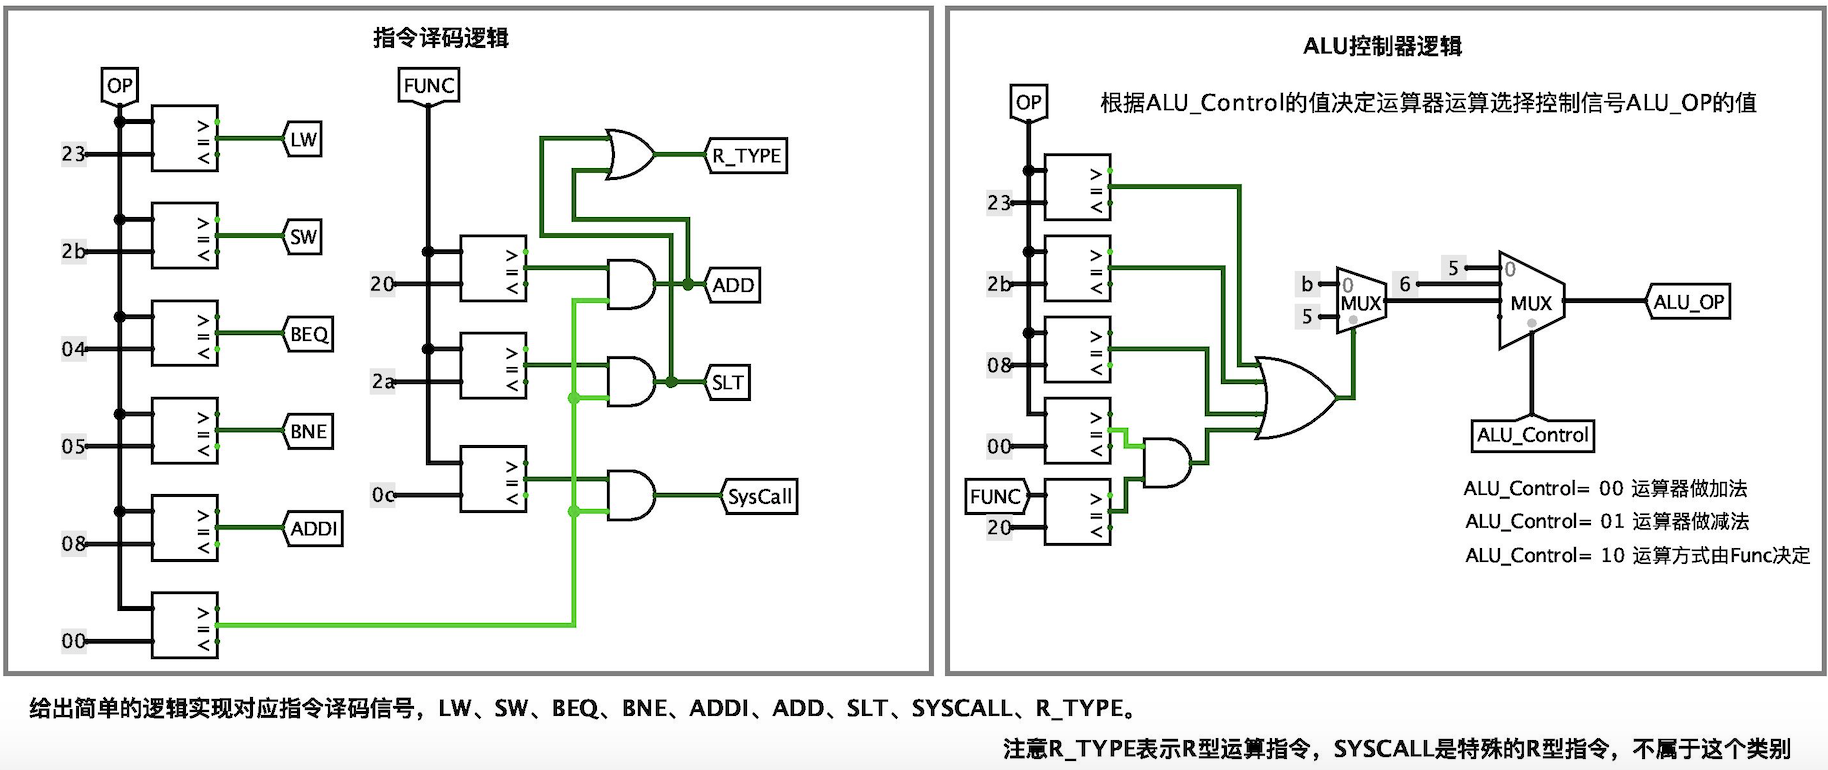 指令译码逻辑
OP
FUNC
>
=
<
LW
23
>
=
<
SW
2b
>
=
<
BEQ
04
>
=
<
BNE
05
>
=
<
ADDI
08
>
=
<
00
R_TYPE
>
=
<
20
ADD
>
=
<
2a
SLT
>
=
<
0c
SysCall
ALU控制器逻辑
根据ALU_Control的值决定运算器运算选择控制信号ALU_OP的值
OP
>
=
<
23
>
=
<
2b
>
=
<
08
>
=
<
00
FUNC
>
=
<
20
b
0
MUX
5
5
0
6
MUX
ALU_OP
ALU_Control
ALU_Control= 00 运算器做加法
ALU_Control= 01 运算器做减法
ALU_Control= 10 运算方式由Func决定
给出简单的逻辑实现对应指令译码信号，LW、SW、BEQ、BNE、ADDI、ADD、SLT、SYSCALL、R_TYPE。
注意R_TYPE表示R型运算指令，SYSCALL是特殊的R型指令，不属于这个类别